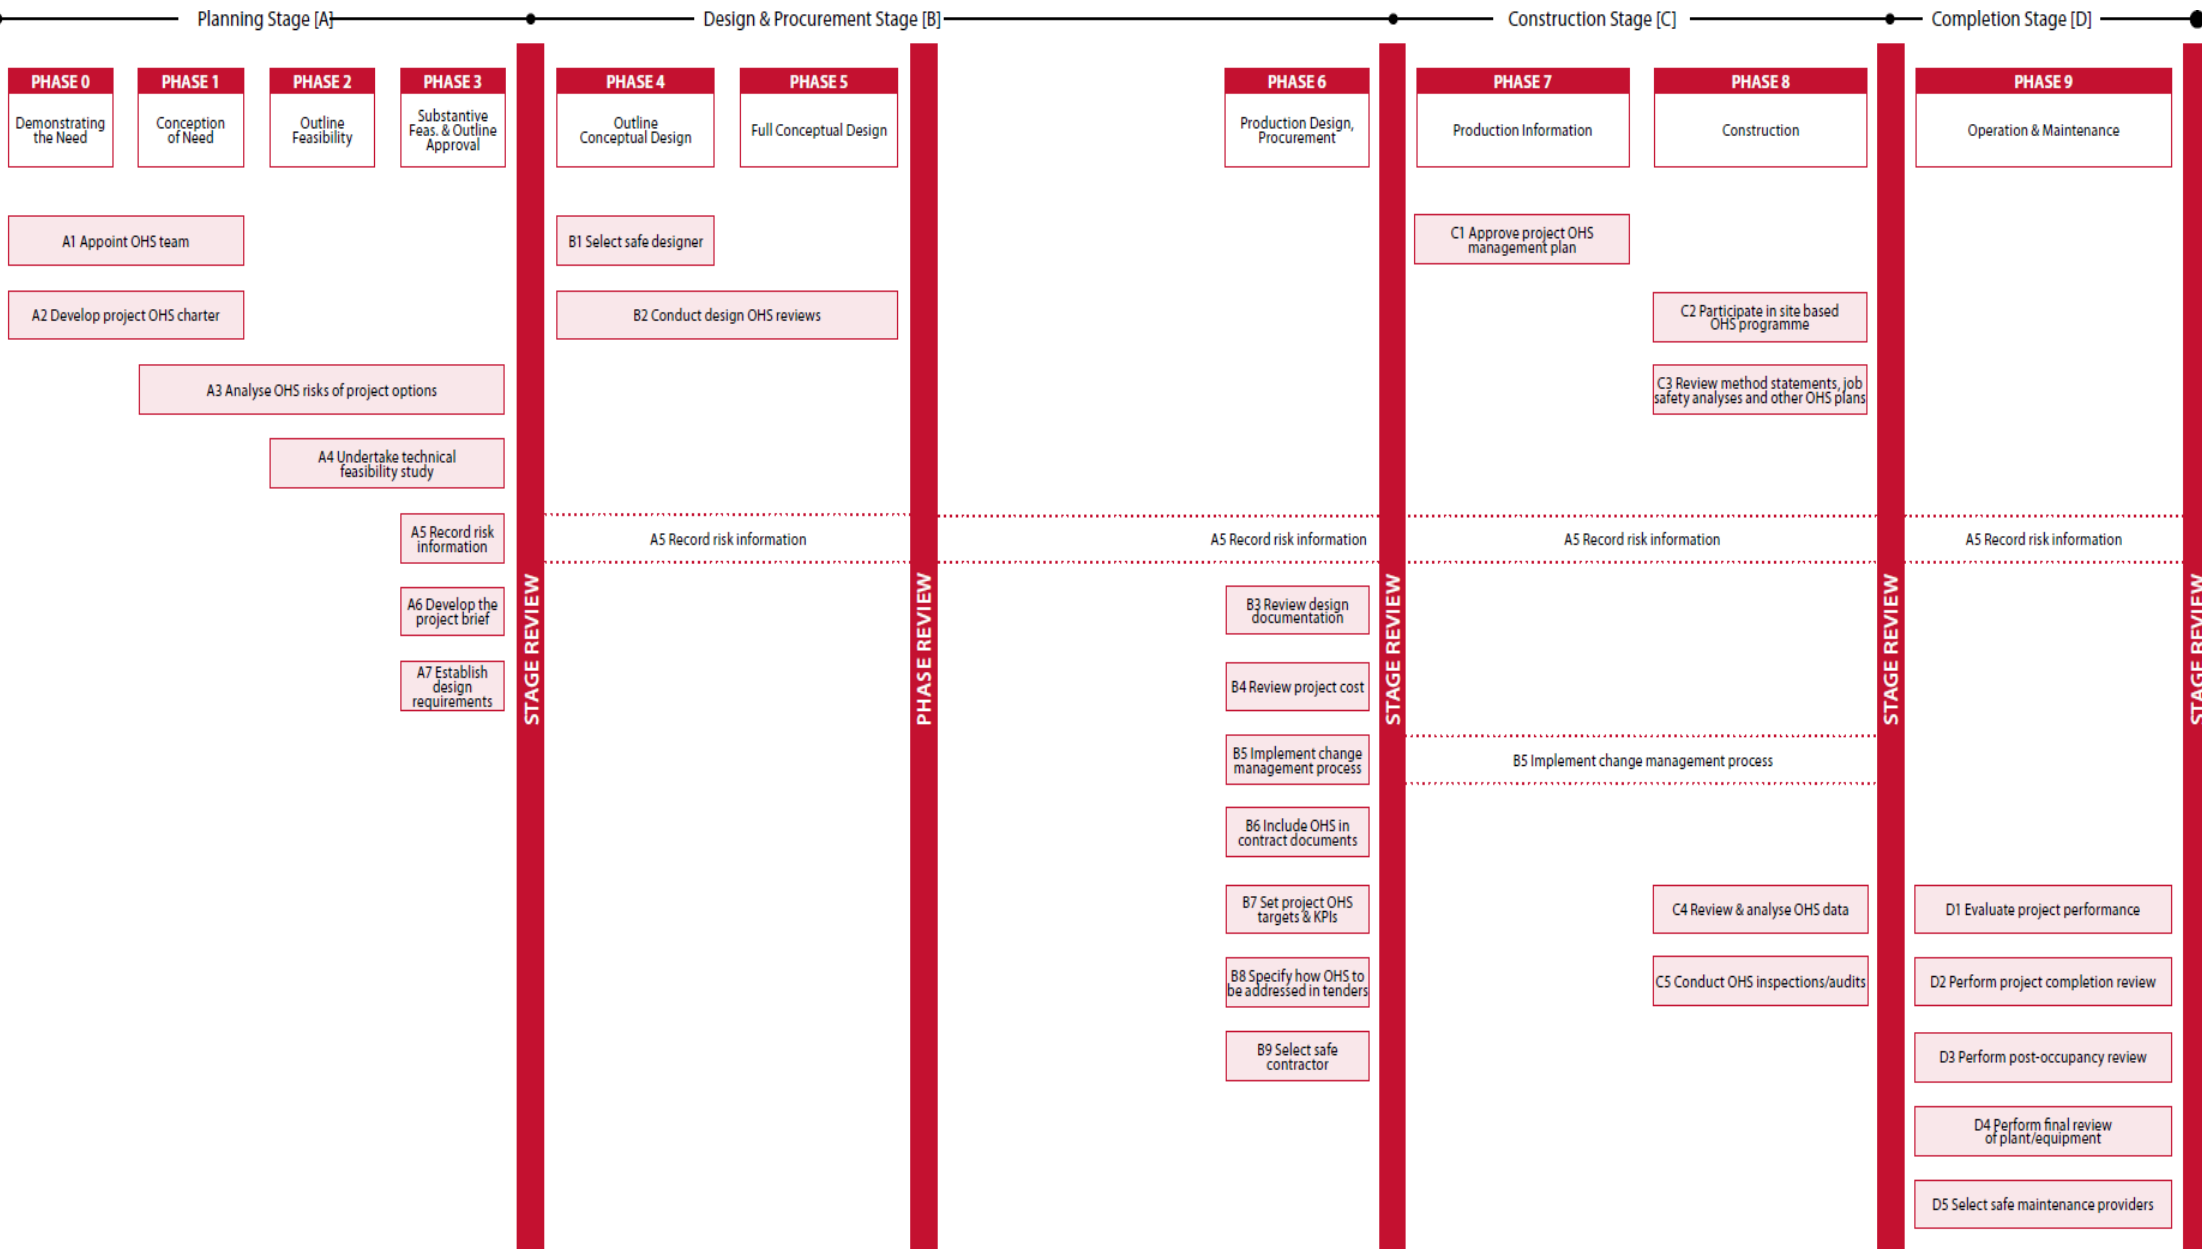 Planning Stage [A]
Design & Procurement Stage [B]
Construction Stage [C]
Completion Stage [D]
PHASE 0
Demonstrating
the Need
PHASE 1
Conception
of Need
PHASE 2
Outline
Feasibility
PHASE 3
Substantive
Feas. & Outline
Approval
PHASE 4
Outline
Conceptual Design
PHASE 5
Full Conceptual Design
PHASE 6
Production Design,
Procurement
PHASE 7
Production Information
PHASE 8
Construction
PHASE 9
Operation & Maintenance
A1 Appoint OHS team
A2 Develop project OHS charter
A3 Analyse OHS risks of project options
A4 Undertake technical
feasibility study
A5 Record risk
information
A6 Develop the
project brief
A7 Establish
design
requirements
STAGE REVIEW
B1 Select safe designer
B2 Conduct design OHS reviews
A5 Record risk information
PHASE REVIEW
A5 Record risk information
B3 Review design
documentation
B4 Review project cost
B5 Implement change
management process
B6 Include OHS in
contract documents
B7 Set project OHS
targets & KPIs
B8 Specify how OHS to
be addressed in tenders
B9 Select safe
contractor
STAGE REVIEW
C1 Approve project OHS
management plan
C2 Participate in site based
OHS programme
C3 Review method statements, job
safety analyses and other OHS plans
A5 Record risk information
B5 Implement change management process
C4 Review & analyse OHS data
C5 Conduct OHS inspections/audits
STAGE REVIEW
A5 Record risk information
D1 Evaluate project performance
D2 Perform project completion review
D3 Perform post-occupancy review
D4 Perform final review
of plant/equipment
D5 Select safe maintenance providers
STAGE REVIEW